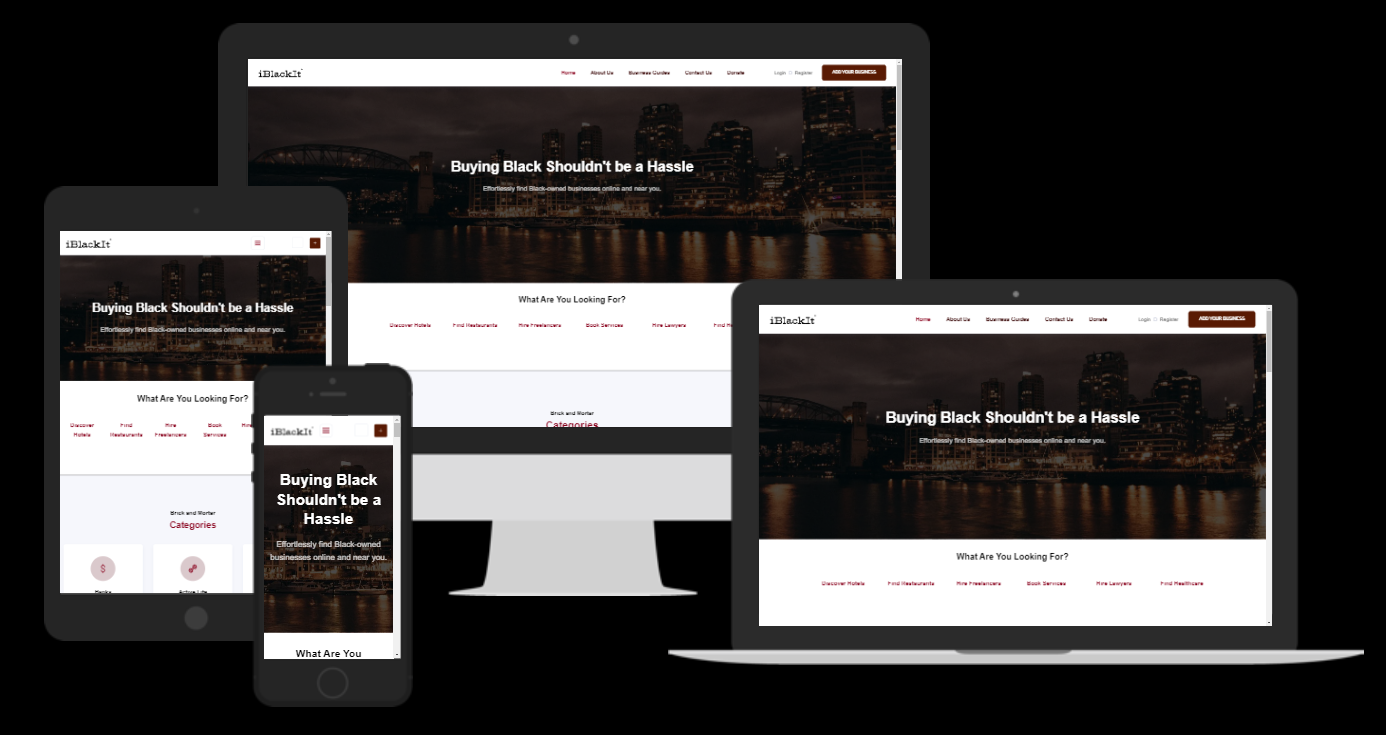 iBlackIt
Home About Us Business Guides Contact Us Donate Login Register ADD YOUR BUSINESS
Buying Black Shouldn't be a Hassle
Effortlessly find Black-owned businesses online and near you.
What Are You Looking For?
Discover Hotels Find Restaurants Hire Freelancers Book Services Hire Lawyers
Brick and Mortar
Categories
iBlackIt
Buying Black Shouldn't be a Hassle
Effortlessly find Black-owned businesses online and near you.
What Are You Looking For?
Discover Find Hire Book
Hotels Restaurants Freelancers Services
Brick and Mortar
Categories
iBlackIt
Buying Black
Shouldn't be a
Hassle
Effortlessly find Black-owned
businesses online and near you.
What Are You
iBlackIt
Home About Us Business Guides Contact Us Donate Login Register ADD YOUR BUSINESS
Buying Black Shouldn't be a Hassle
Effortlessly find Black-owned businesses online and near you.
What Are You Looking For?
Discover Hotels Find Restaurants Hire Freelancers Book Services Hire Lawyers Find Healthcare